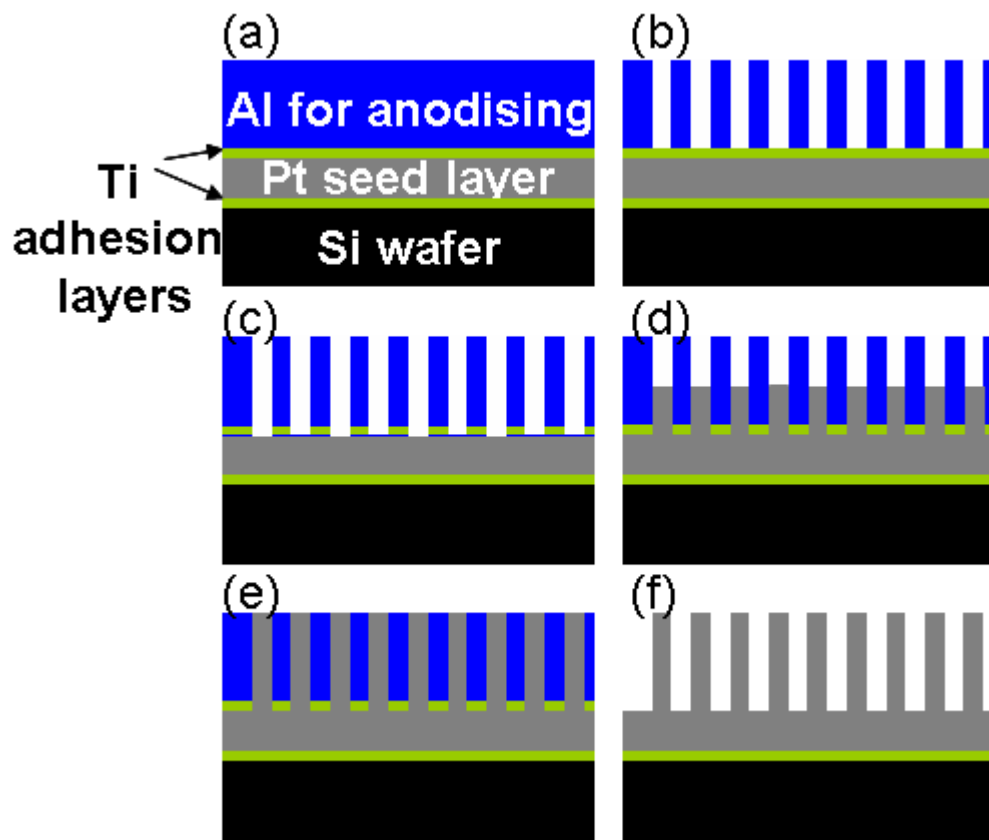 (a)
(b)
Al for anodising
Ti
adhesion
layers
Pt seed layer
Si wafer
(c)
(d)
(e)
(f)